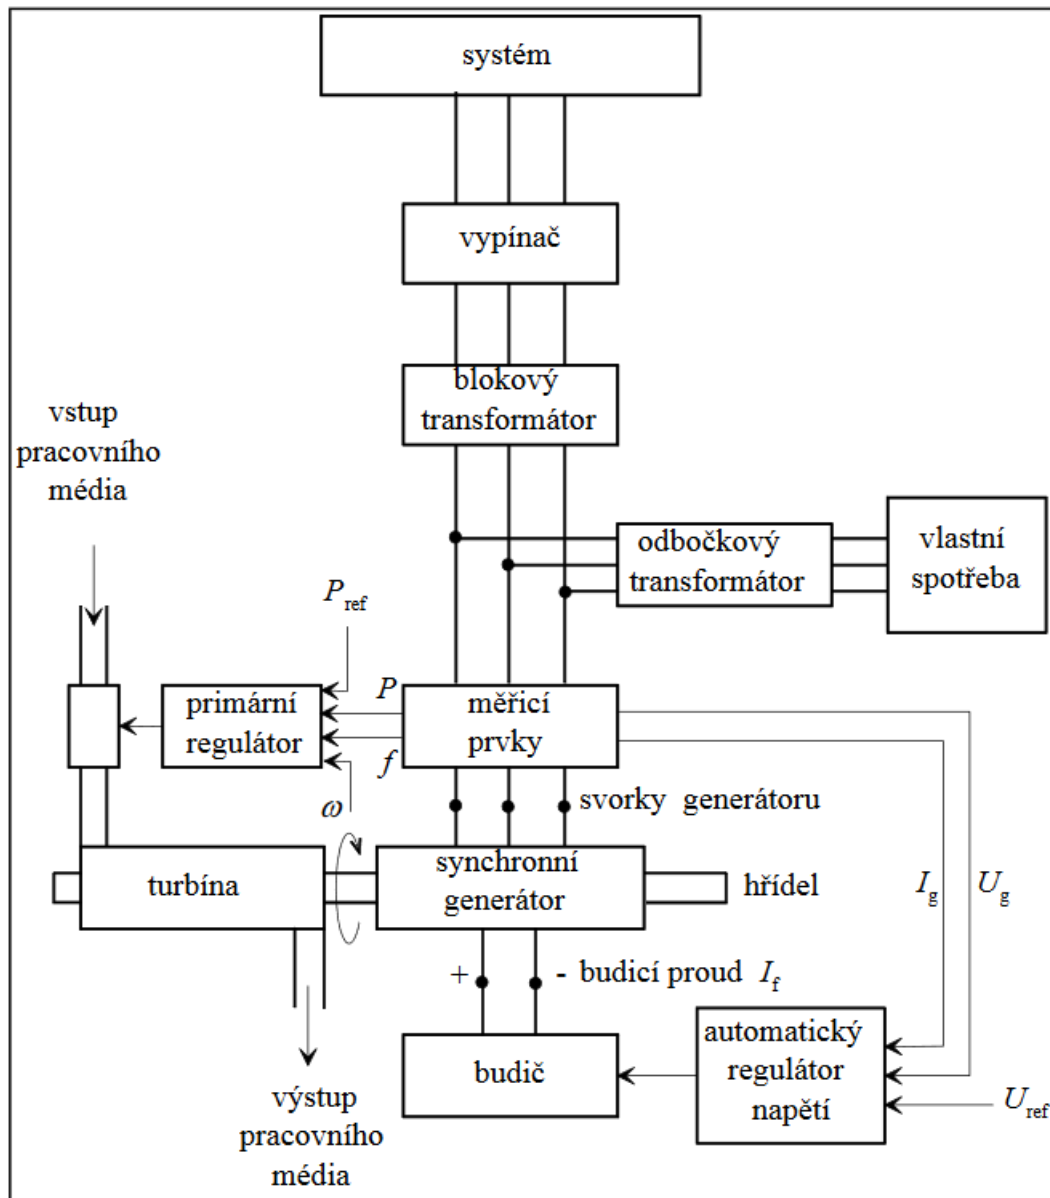 systém
vypínač
blokový
transformátor
vstup
pracovního
média
odbočkový
transformátor
vlastní
spotřeba
P_ref
primární
regulátor
P
f
měřicí
prvky
ω
svorky generátoru
turbína
synchronní
generátor
hřídel
I_g
U_g
+
- budicí proud I_f
budič
automatický
regulátor
napětí
U_ref
výstup
pracovního
média